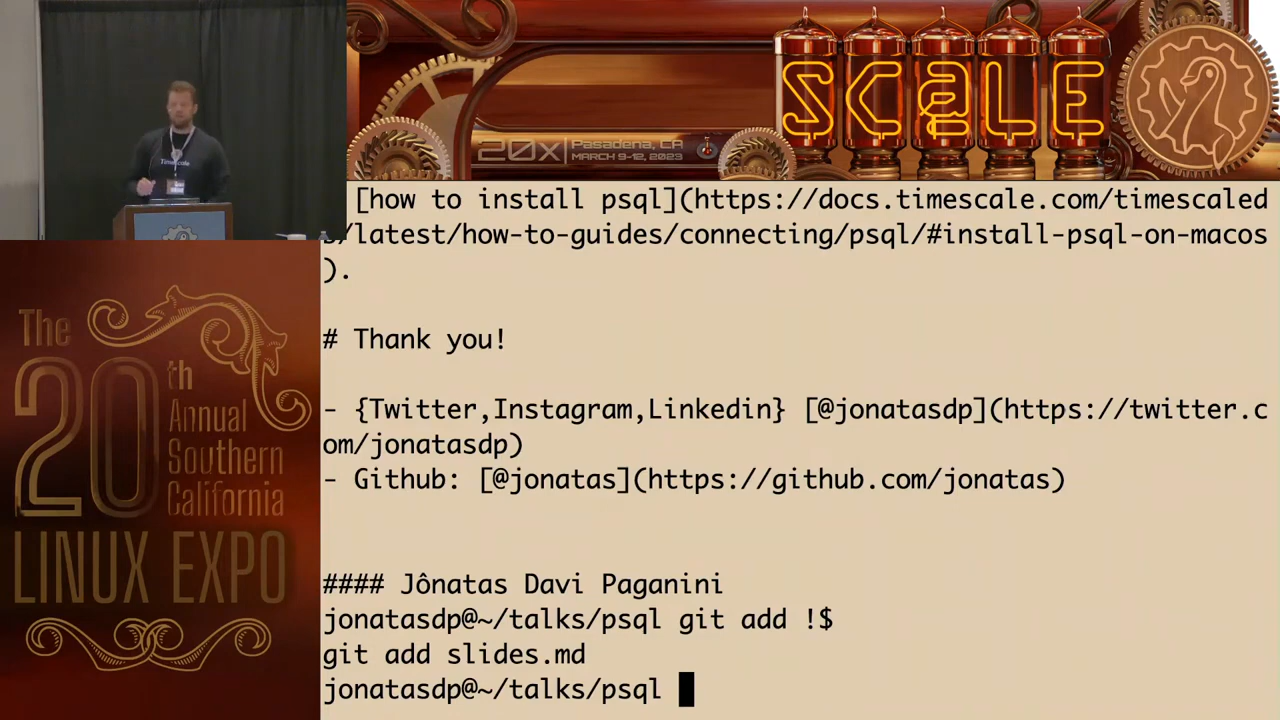 SCaLE
20x
Pasadena, CA
MARCH 9-12, 2023
Timescale
[how to install psql](https://docs.timescale.com/timescaled
/latest/how-to-guides/connecting/psql/#install-psql-on-macos
).
# Thank you!
- {Twitter,Instagram,Linkedin} [@jonatasdp](https://twitter.c
om/jonatasdp)
- Github: [@jonatas](https://github.com/jonatas)
#### Jônatas Davi Paganini
jonatasdp@~/talks/psql git add !$
git add slides.md
jonatasdp@~/talks/psql
The
20th
Annual
Southern
California
LINUX EXPO